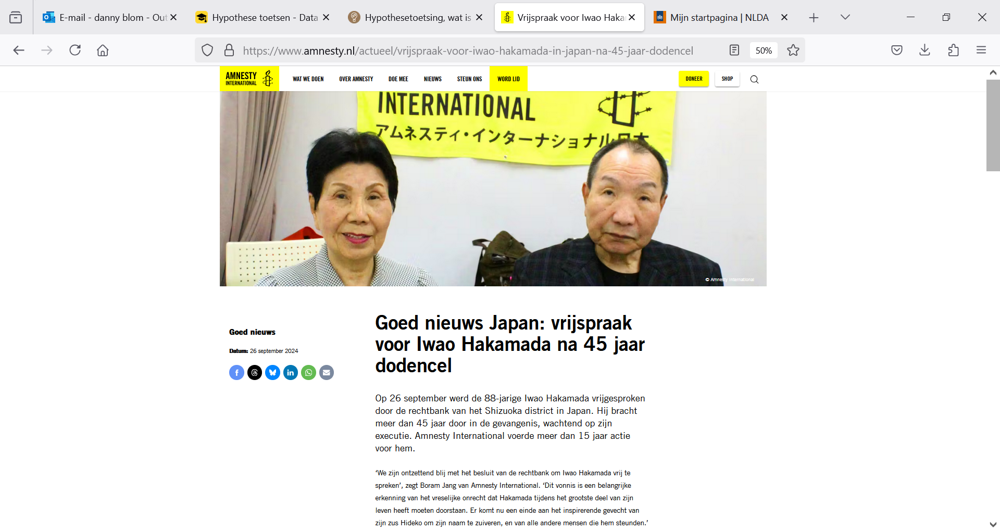 E-mail - danny blom - Out
Hypothese toetsen - Data
Hypothesetoetsing, wat is
Vrijspraak voor Iwao Haka
Mijn startpagina | NLDA
https://www.amnesty.nl/actueel/vrijspraak-voor-iwao-hakamada-in-japan-na-45-jaar-dodencel
50%
AMNESTY
INTERNATIONAL
WAT WE DOEN
OVER AMNESTY
DOE MEE
NIEUWS
STEUN ONS
WORD LID
DONEER
SHOP
INTERNATIONAL
アムネスティ・インターナショナル日本
© Amnesty International
Goed nieuws
Datum: 26 september 2024
Goed nieuws Japan: vrijspraak
voor Iwao Hakamada na 45 jaar
dodencel
Op 26 september werd de 88-jarige Iwao Hakamada vrijgesproken
door de rechtbank van het Shizuoka district in Japan. Hij bracht
meer dan 45 jaar door in de gevangenis, wachtend op zijn
executie. Amnesty International voerde meer dan 15 jaar actie
voor hem.
‘We zijn ontzettend blij met het besluit van de rechtbank om Iwao Hakamada vrij te
spreken’, zegt Boram Jang van Amnesty International. ‘Dit vonnis is een belangrijke
erkenning van het vreselijke onrecht dat Hakamada tijdens het grootste deel van zijn
leven heeft moeten doorstaan. Er komt nu een einde aan het inspirerende gevecht van
zijn zus Hideko om zijn naam te zuiveren, en van alle andere mensen die hem steunden.’